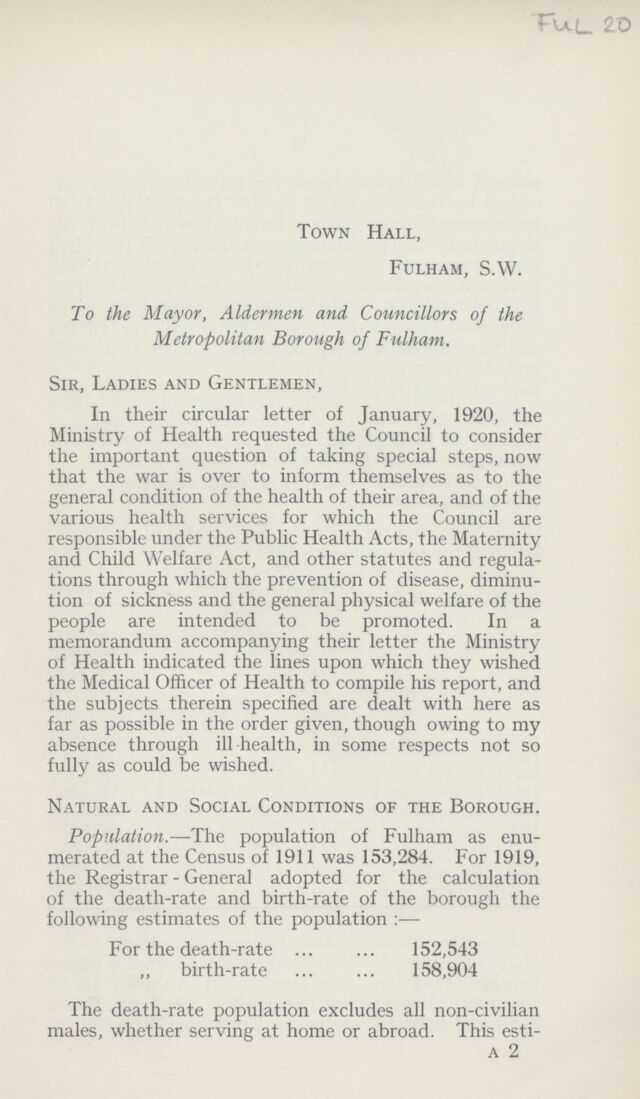 FUL 20
Town Hall,
Fulham, S.W.
To the Mayor, Aldermen and Councillors of the
Metropolitan Borough of Fulham.
Sir, Ladies and Gentlemen,
In their circular letter of January, 1920, the
Ministry of Health requested the Council to consider
the important question of taking special steps, now
that the war is over to inform themselves as to the
general condition of the health of their area, and of the
various health services for which the Council are
responsible under the Public Health Acts, the Maternity
and Child Welfare Act, and other statutes and regula-
tions through which the prevention of disease, diminu-
tion of sickness and the general physical welfare of the
people are intended to be promoted. In a
memorandum accompanying their letter the Ministry
of Health indicated the lines upon which they wished
the Medical Officer of Health to compile his report, and
the subjects therein specified are dealt with here as
far as possible in the order given, though owing to my
absence through ill-health, in some respects not so
fully as could be wished.
Natural and Social Conditions of the Borough.
Population.—The population of Fulham as enu-
merated at the Census of 1911 was 153,284. For 1919,
the Registrar-General adopted for the calculation
of the death-rate and birth-rate of the borough the
following estimates of the population :—
For the death-rate ... ... 152,543
,, birth-rate ... ... 158,904
The death-rate population excludes all non-civilian
males, whether serving at home or abroad. This esti-
A 2